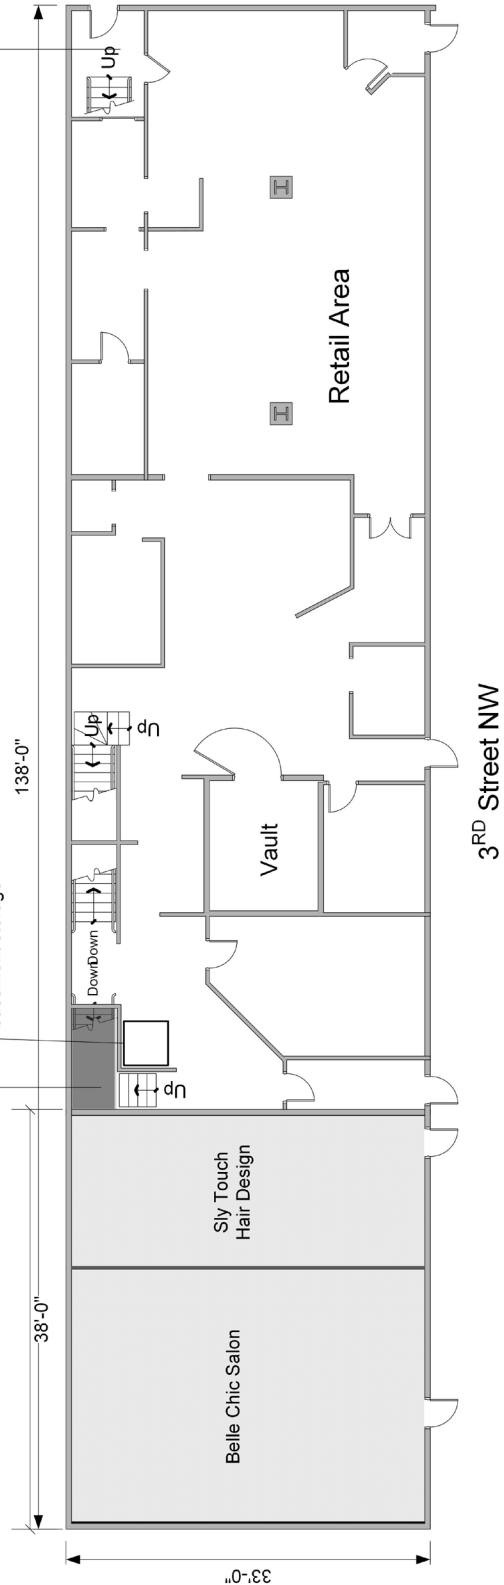 Up
Retail Area
138'-0"
Up
Up
Vault
3RD Street NW
Down
Down
Up
38'-0"
Sly Touch
Hair Design
Belle Chic Salon
33'-0"